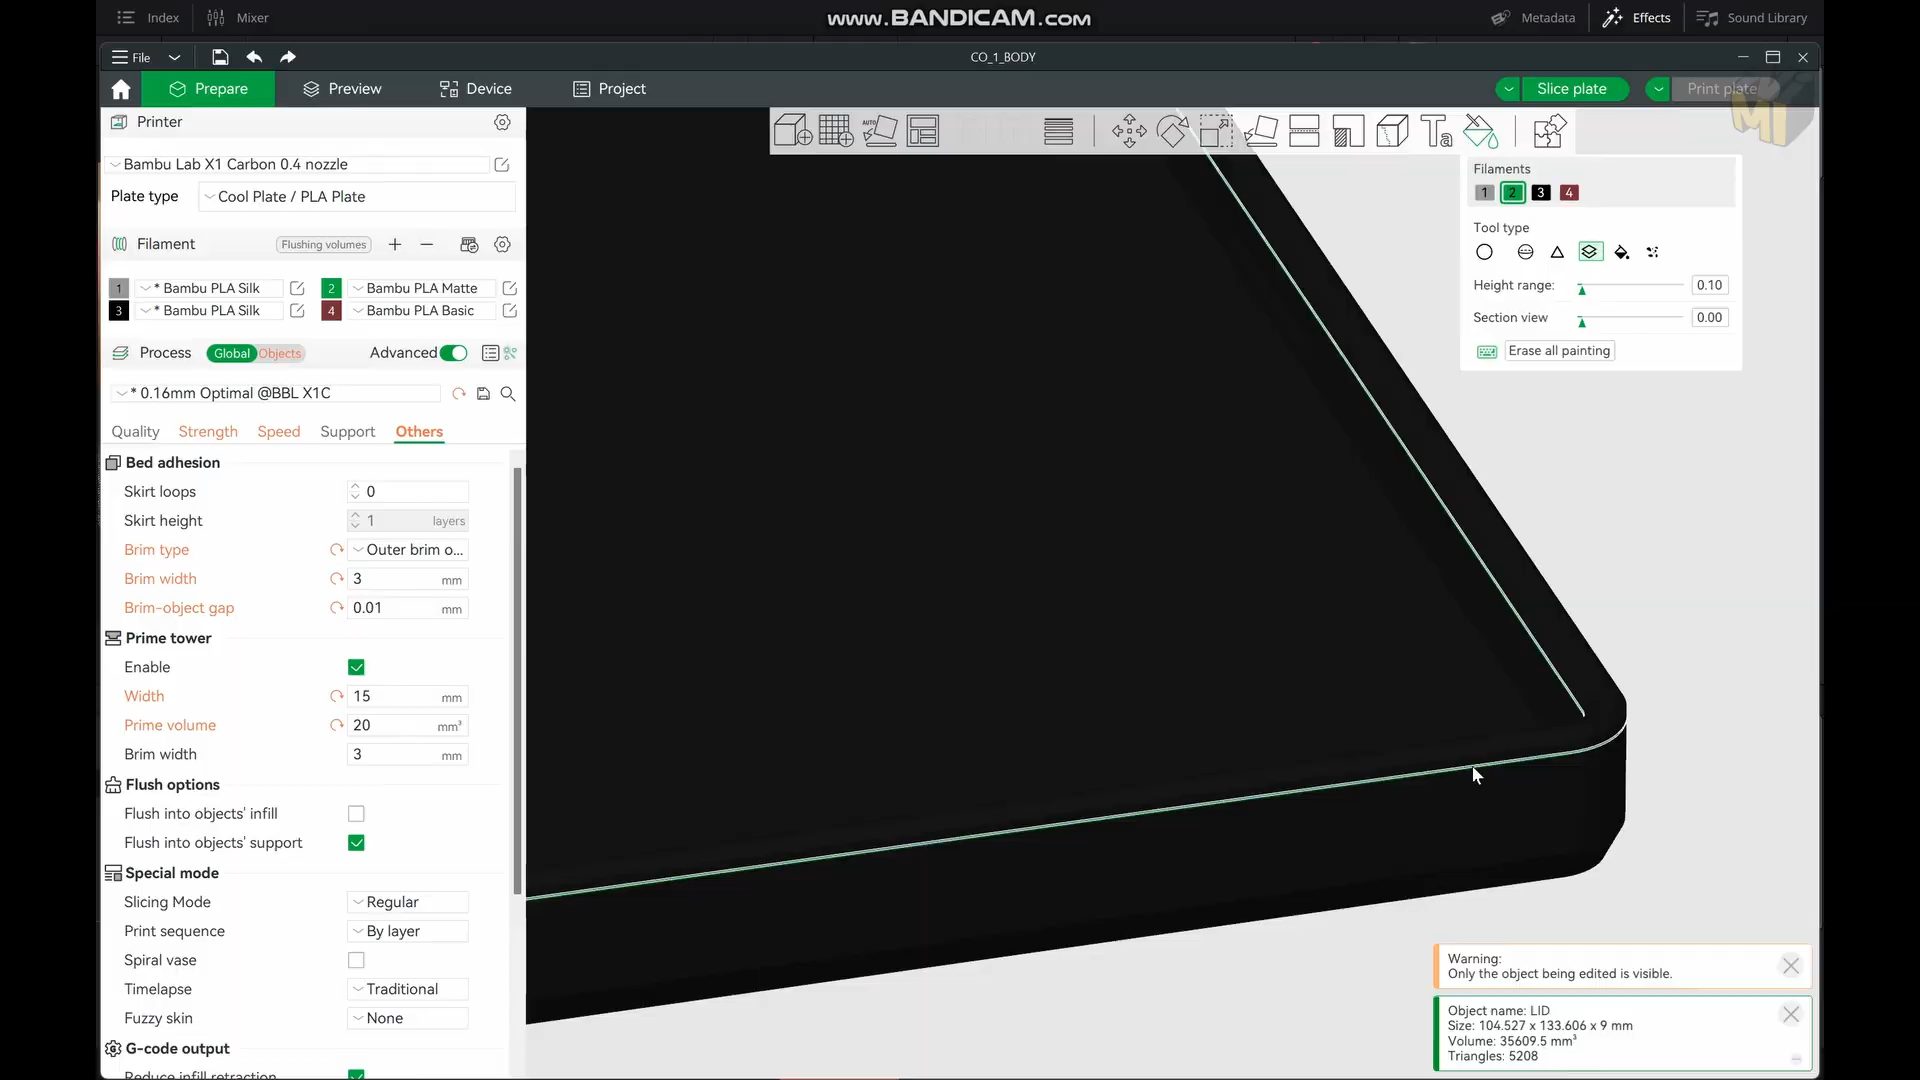 Index
Mixer
www.BANDICAM.com
Metadata
Effects
Sound Library
File
CO_1_BODY
Prepare
Preview
Device
Project
Slice plate
Print plate
MI
Printer
Bambu Lab X1 Carbon 0.4 nozzle
Plate type
Cool Plate / PLA Plate
Filament
Flushing volumes
1
* Bambu PLA Silk
2
Bambu PLA Matte
3
* Bambu PLA Silk
4
Bambu PLA Basic
Process
Global
Objects
Advanced
* 0.16mm Optimal @BBL X1C
Quality
Strength
Speed
Support
Others
Bed adhesion
Skirt loops
0
Skirt height
1
layers
Brim type
Outer brim o...
Brim width
3
mm
Brim-object gap
0.01
mm
Prime tower
Enable
Width
15
mm
Prime volume
20
mm³
Brim width
3
mm
Flush options
Flush into objects' infill
Flush into objects' support
Special mode
Slicing Mode
Regular
Print sequence
By layer
Spiral vase
Timelapse
Traditional
Fuzzy skin
None
G-code output
Reduce infill retraction
AUTO
Ta
Filaments
1
2
3
4
Tool type
Height range:
0.10
Section view
0.00
Erase all painting
Warning:
Only the object being edited is visible.
Object name: LID
Size: 104.527 x 133.606 x 9 mm
Volume: 35609.5 mm³
Triangles: 5208